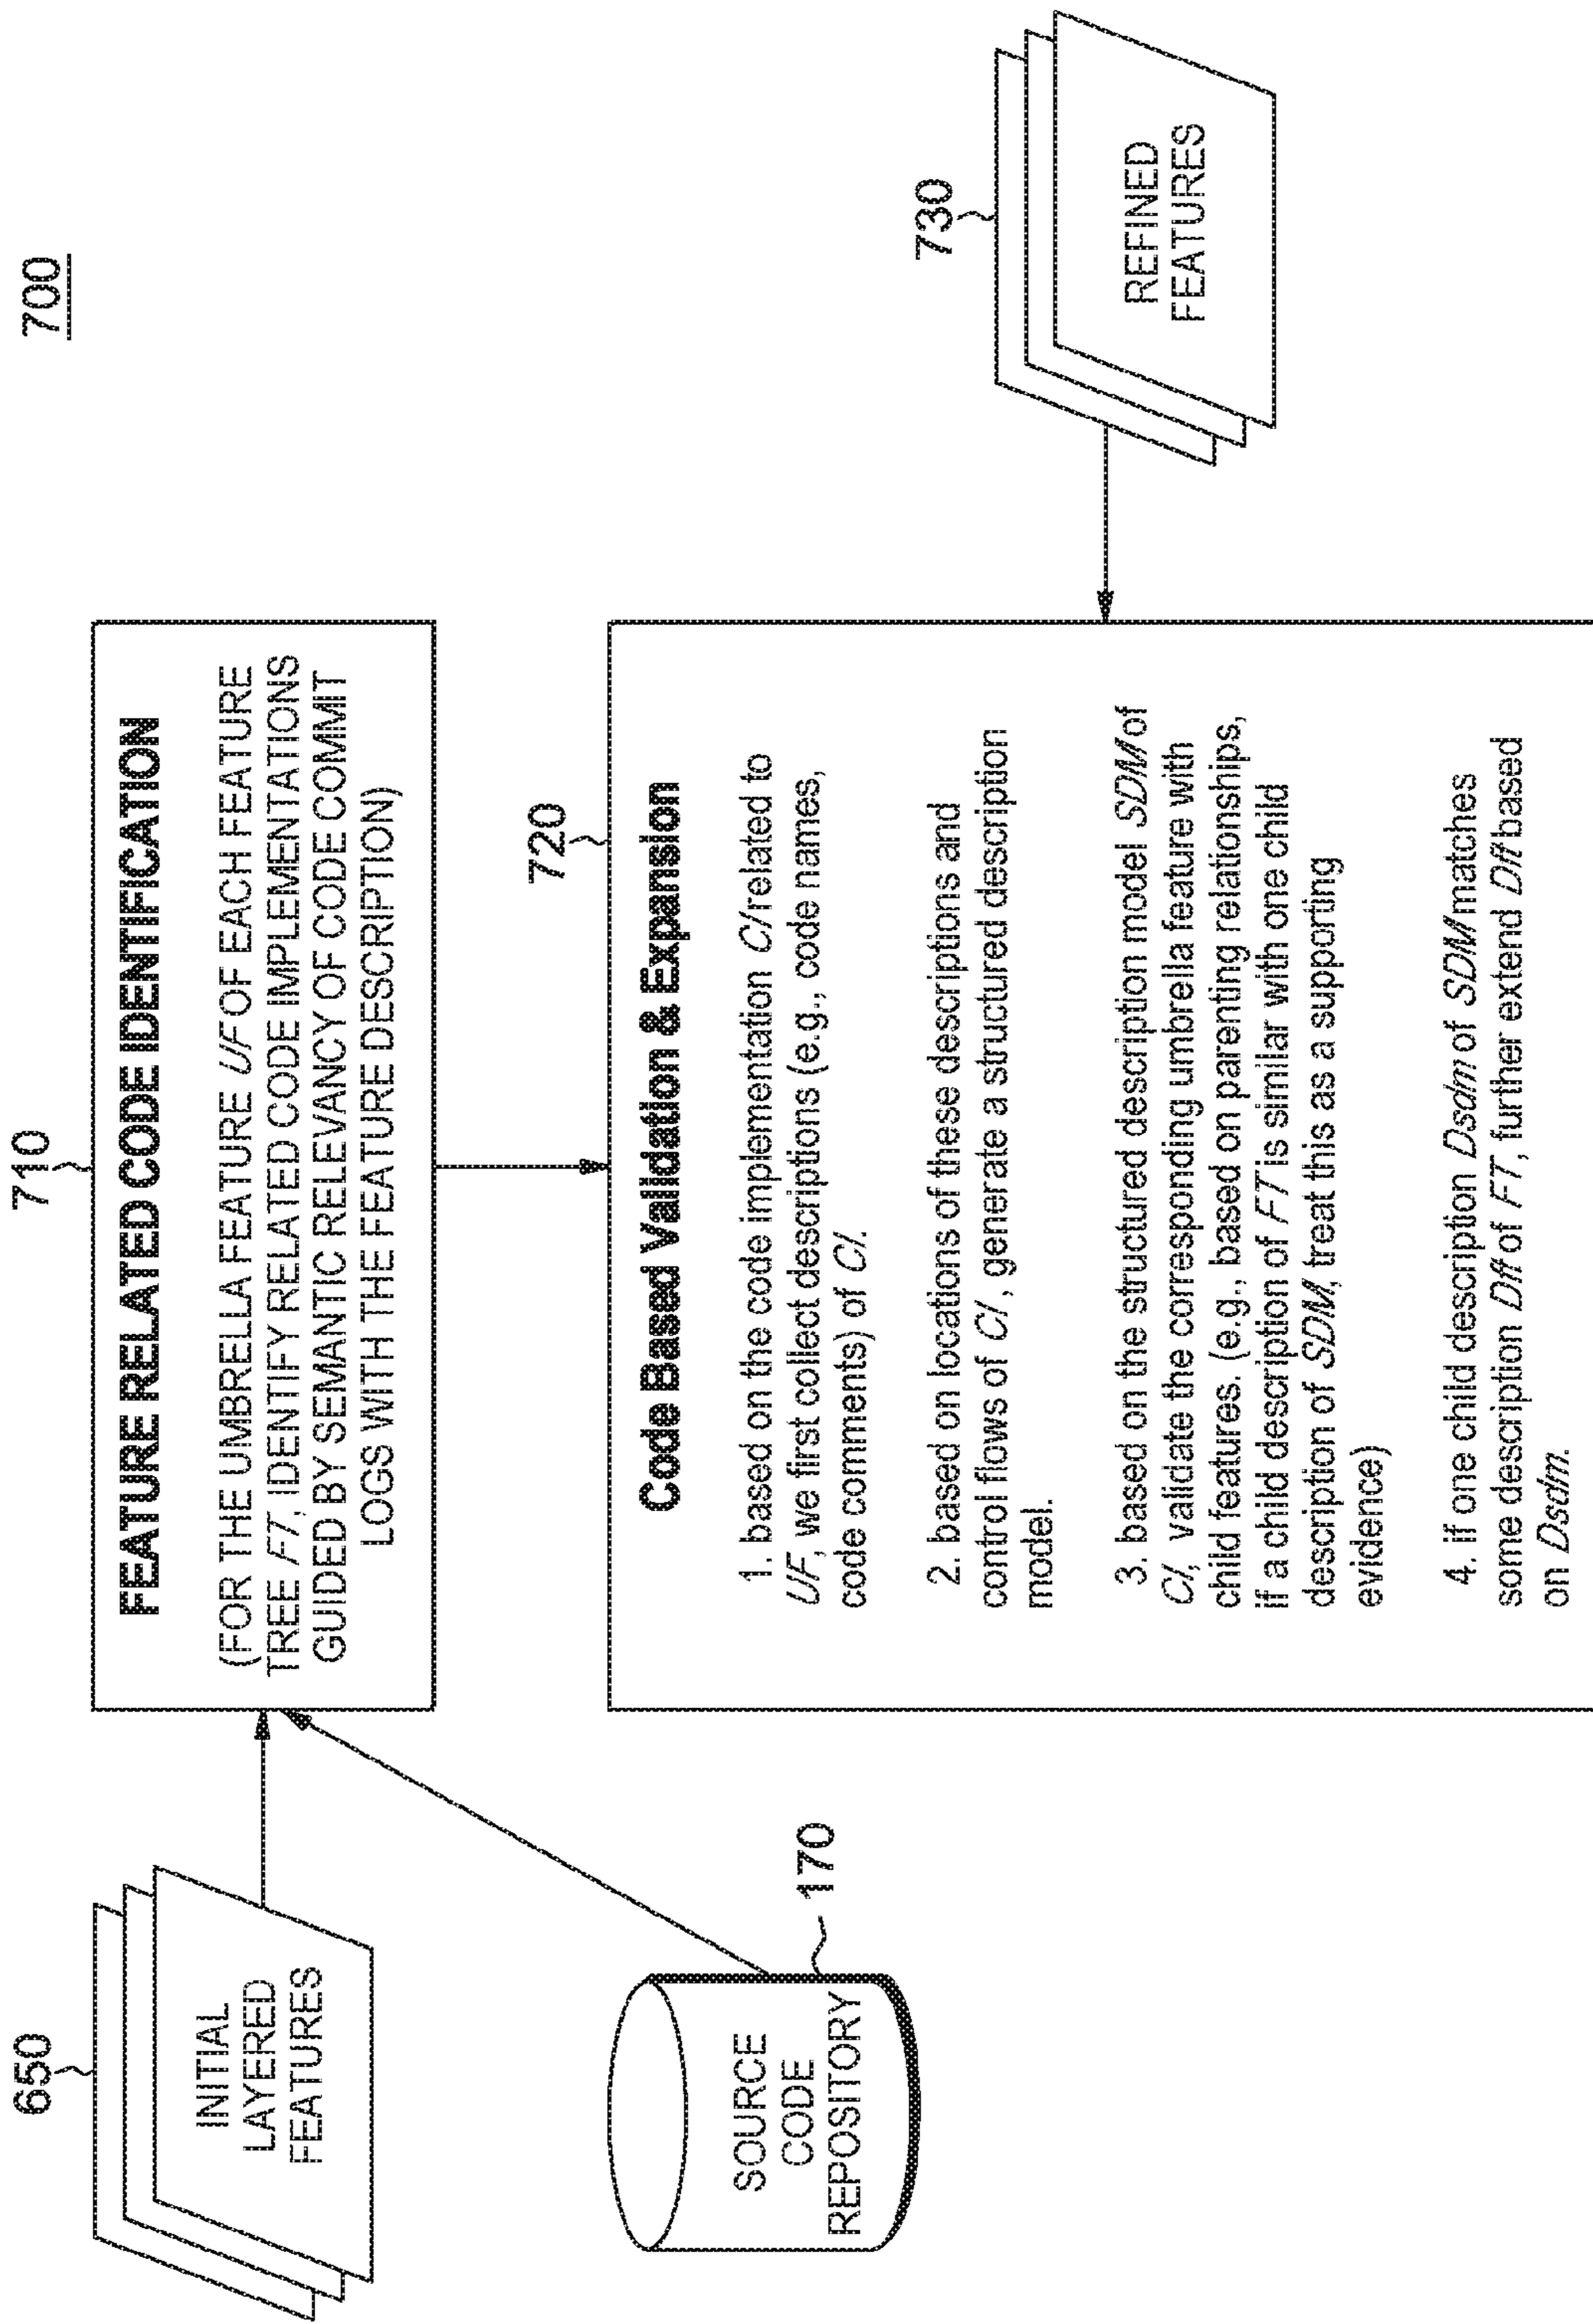 700
650
INITIAL
LAYERED
FEATURES
710
FEATURE RELATED CODE IDENTIFICATION
(FOR THE UMBRELLA FEATURE UF OF EACH FEATURE
TREE FT, IDENTIFY RELATED CODE IMPLEMENTATIONS
GUIDED BY SEMANTIC RELEVANCY OF CODE COMMIT
LOGS WITH THE FEATURE DESCRIPTION)
SOURCE
CODE
REPOSITORY
170
720
Code Based Validation & Expansion
1. based on the code implementation CI related to
UF, we first collect descriptions (e.g., code names,
code comments) of CI.
2. based on locations of these descriptions and
control flows of CI, generate a structured description
model.
3. based on the structured description model SDM of
CI, validate the corresponding umbrella feature with
child features. (e.g., based on parenting relationships,
if a child description of FT is similar with one child
description of SDM, treat this as a supporting
evidence)
4. if one child description Dsdm of SDM matches
some description Dft of FT, further extend Dft based
on Dsdm.
730
REFINED
FEATURES